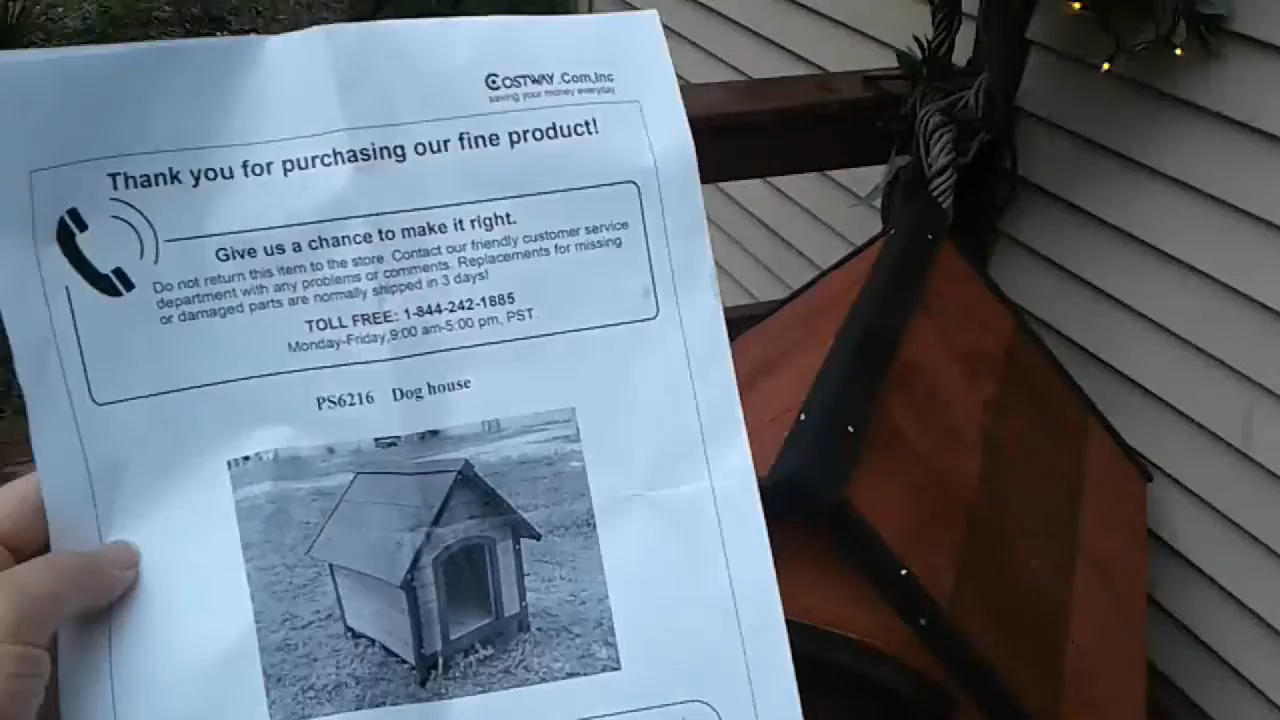 COSTWAY.Com,Inc
saving your money everyday
Thank you for purchasing our fine product!
Give us a chance to make it right.
Do not return this item to the store. Contact our friendly customer service
department with any problems or comments. Replacements for missing
or damaged parts are normally shipped in 3 days!
TOLL FREE: 1-844-242-1885
Monday-Friday,9:00 am-5:00 pm, PST.
PS6216 Dog house